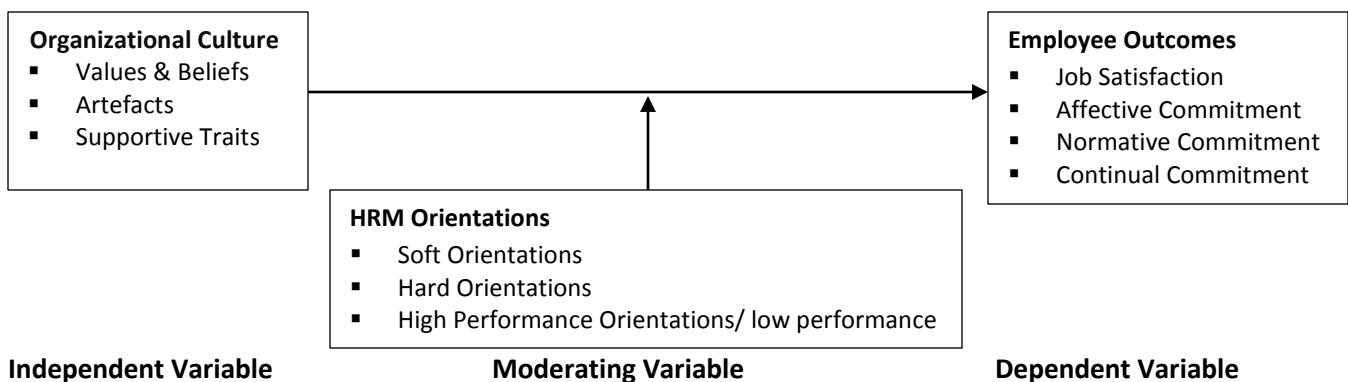 Organizational Culture
▪ Values & Beliefs
▪ Artefacts
▪ Supportive Traits
Employee Outcomes
▪ Job Satisfaction
▪ Affective Commitment
▪ Normative Commitment
▪ Continual Commitment
HRM Orientations
▪ Soft Orientations
▪ Hard Orientations
▪ High Performance Orientations/ low performance
Independent Variable
Moderating Variable
Dependent Variable